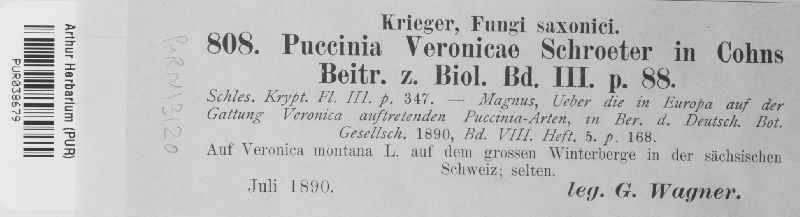 Krieger, Fungi saxonici.
808. Puccinia Veronicae Schroeter in Cohns
Beitr. z. Biol. Bd. III. p. 88.
Schles. Krypt. Fl. III. p. 347. — Magnus, Ueber die in Europa auf der
Gattung Veronica auftretenden Puccinia-Arten, in Ber. d. Deutsch. Bot.
Gesellsch. 1890, Bd. VIII. Heft. 5. p. 168.
Auf Veronica montana L. auf dem grossen Winterberge in der sächsischen
Schweiz; selten.
Juli 1890.
leg. G. Wagner.
Arthur Herbarium (PUR)
PUR038679
PUR N13120